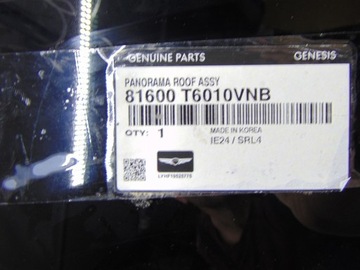 GENUINE PARTS GENESIS
PANORAMA ROOF ASSY
81600 T6010VNB
QTY: 1 MADE IN KOREA
IE24 / SRL4